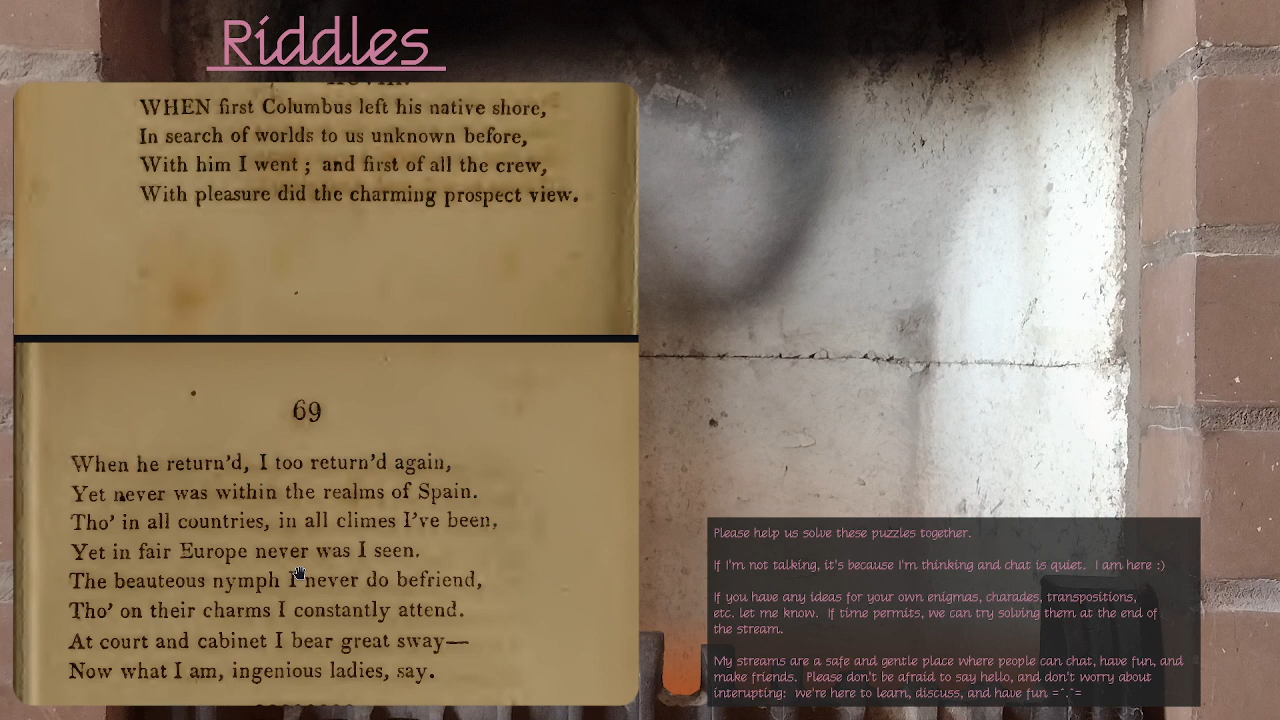 Riddles
WHEN first Columbus left his native shore,
In search of worlds to us unknown before,
With him I went ; and first of all the crew,
With pleasure did the charming prospect view.
69
When he return'd, I too return'd again,
Yet never was within the realms of Spain.
Tho' in all countries, in all climes I've been,
Yet in fair Europe never was I seen.
The beauteous nymph I never do befriend,
Tho' on their charms I constantly attend.
At court and cabinet I bear great sway—
Now what I am, ingenious ladies, say.
Please help us solve these puzzles together.
If I'm not talking, it's because I'm thinking and chat is quiet. I am here :)
If you have any ideas for your own enigmas, charades, transpositions,
etc. let me know. If time permits, we can try solving them at the end of
the stream.
My streams are a safe and gentle place where people can chat, have fun, and
make friends. Please don't be afraid to say hello, and don't worry about
interupting: we're here to learn, discuss, and have fun =^.^=